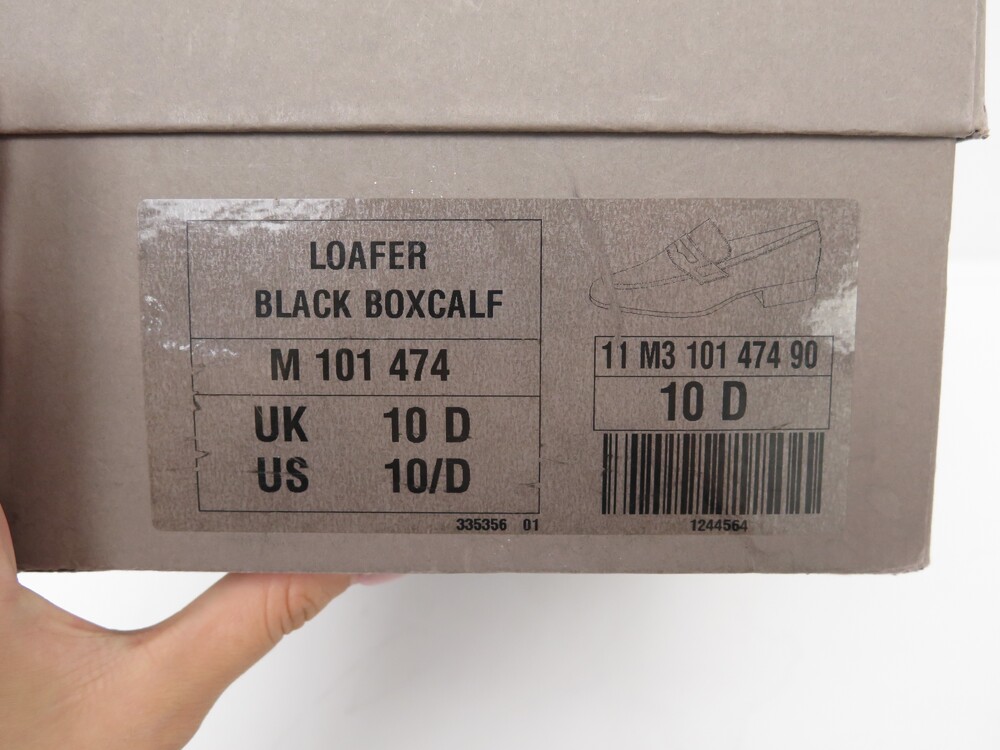 LOAFER
BLACK BOXCALF
M 101 474
UK 10 D
US 10/D
335356 01
11 M3 101 474 90
10 D
1244564